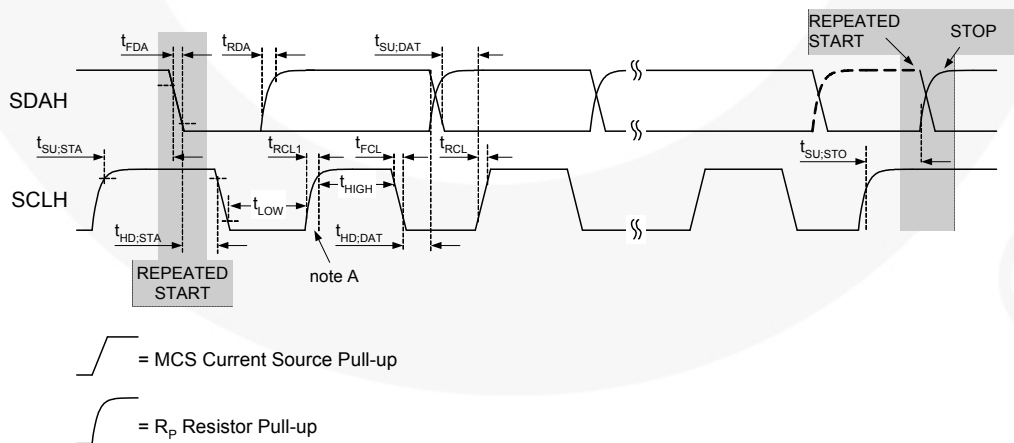 REPEATED
START
STOP
tFDA
tRDA
tSU;DAT
SDAH
tSU;STA
tRCL1
tFCL
tRCL
tSU;STO
SCLH
tHIGH
tLOW
tHD;STA
tHD;DAT
note A
REPEATED
START
= MCS Current Source Pull-up
= RP Resistor Pull-up